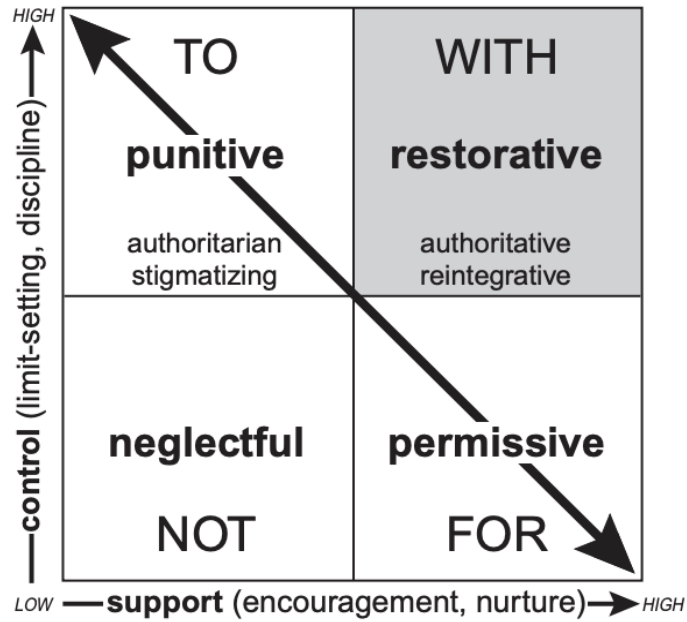 HIGH
TO
WITH
punitive
restorative
authoritarian
stigmatizing
authoritative
reintegrative
control (limit-setting, discipline)
neglectful
permissive
NOT
FOR
LOW
support (encouragement, nurture)
HIGH